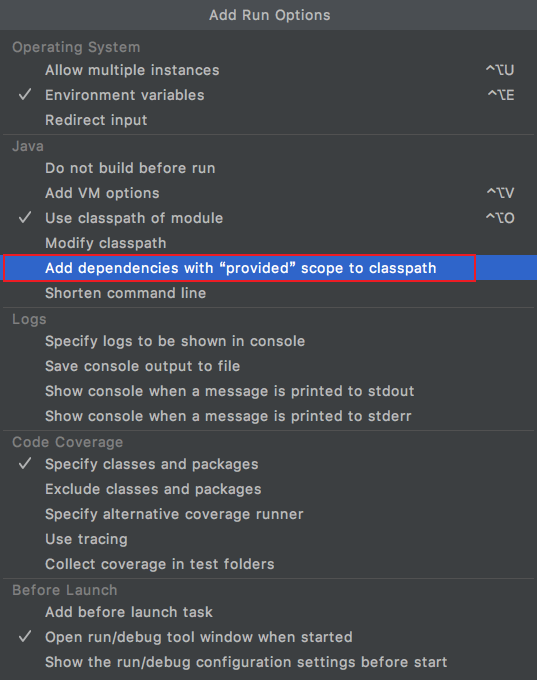 Add Run Options
Operating System
Allow multiple instances ⌃⌥U
✓ Environment variables ⌃⌥E
Redirect input
Java
Do not build before run
Add VM options ⌃⌥V
✓ Use classpath of module ⌃⌥O
Modify classpath
Add dependencies with “provided” scope to classpath
Shorten command line
Logs
Specify logs to be shown in console
Save console output to file
Show console when a message is printed to stdout
Show console when a message is printed to stderr
Code Coverage
✓ Specify classes and packages
Exclude classes and packages
Specify alternative coverage runner
Use tracing
Collect coverage in test folders
Before Launch
Add before launch task
✓ Open run/debug tool window when started
Show the run/debug configuration settings before start